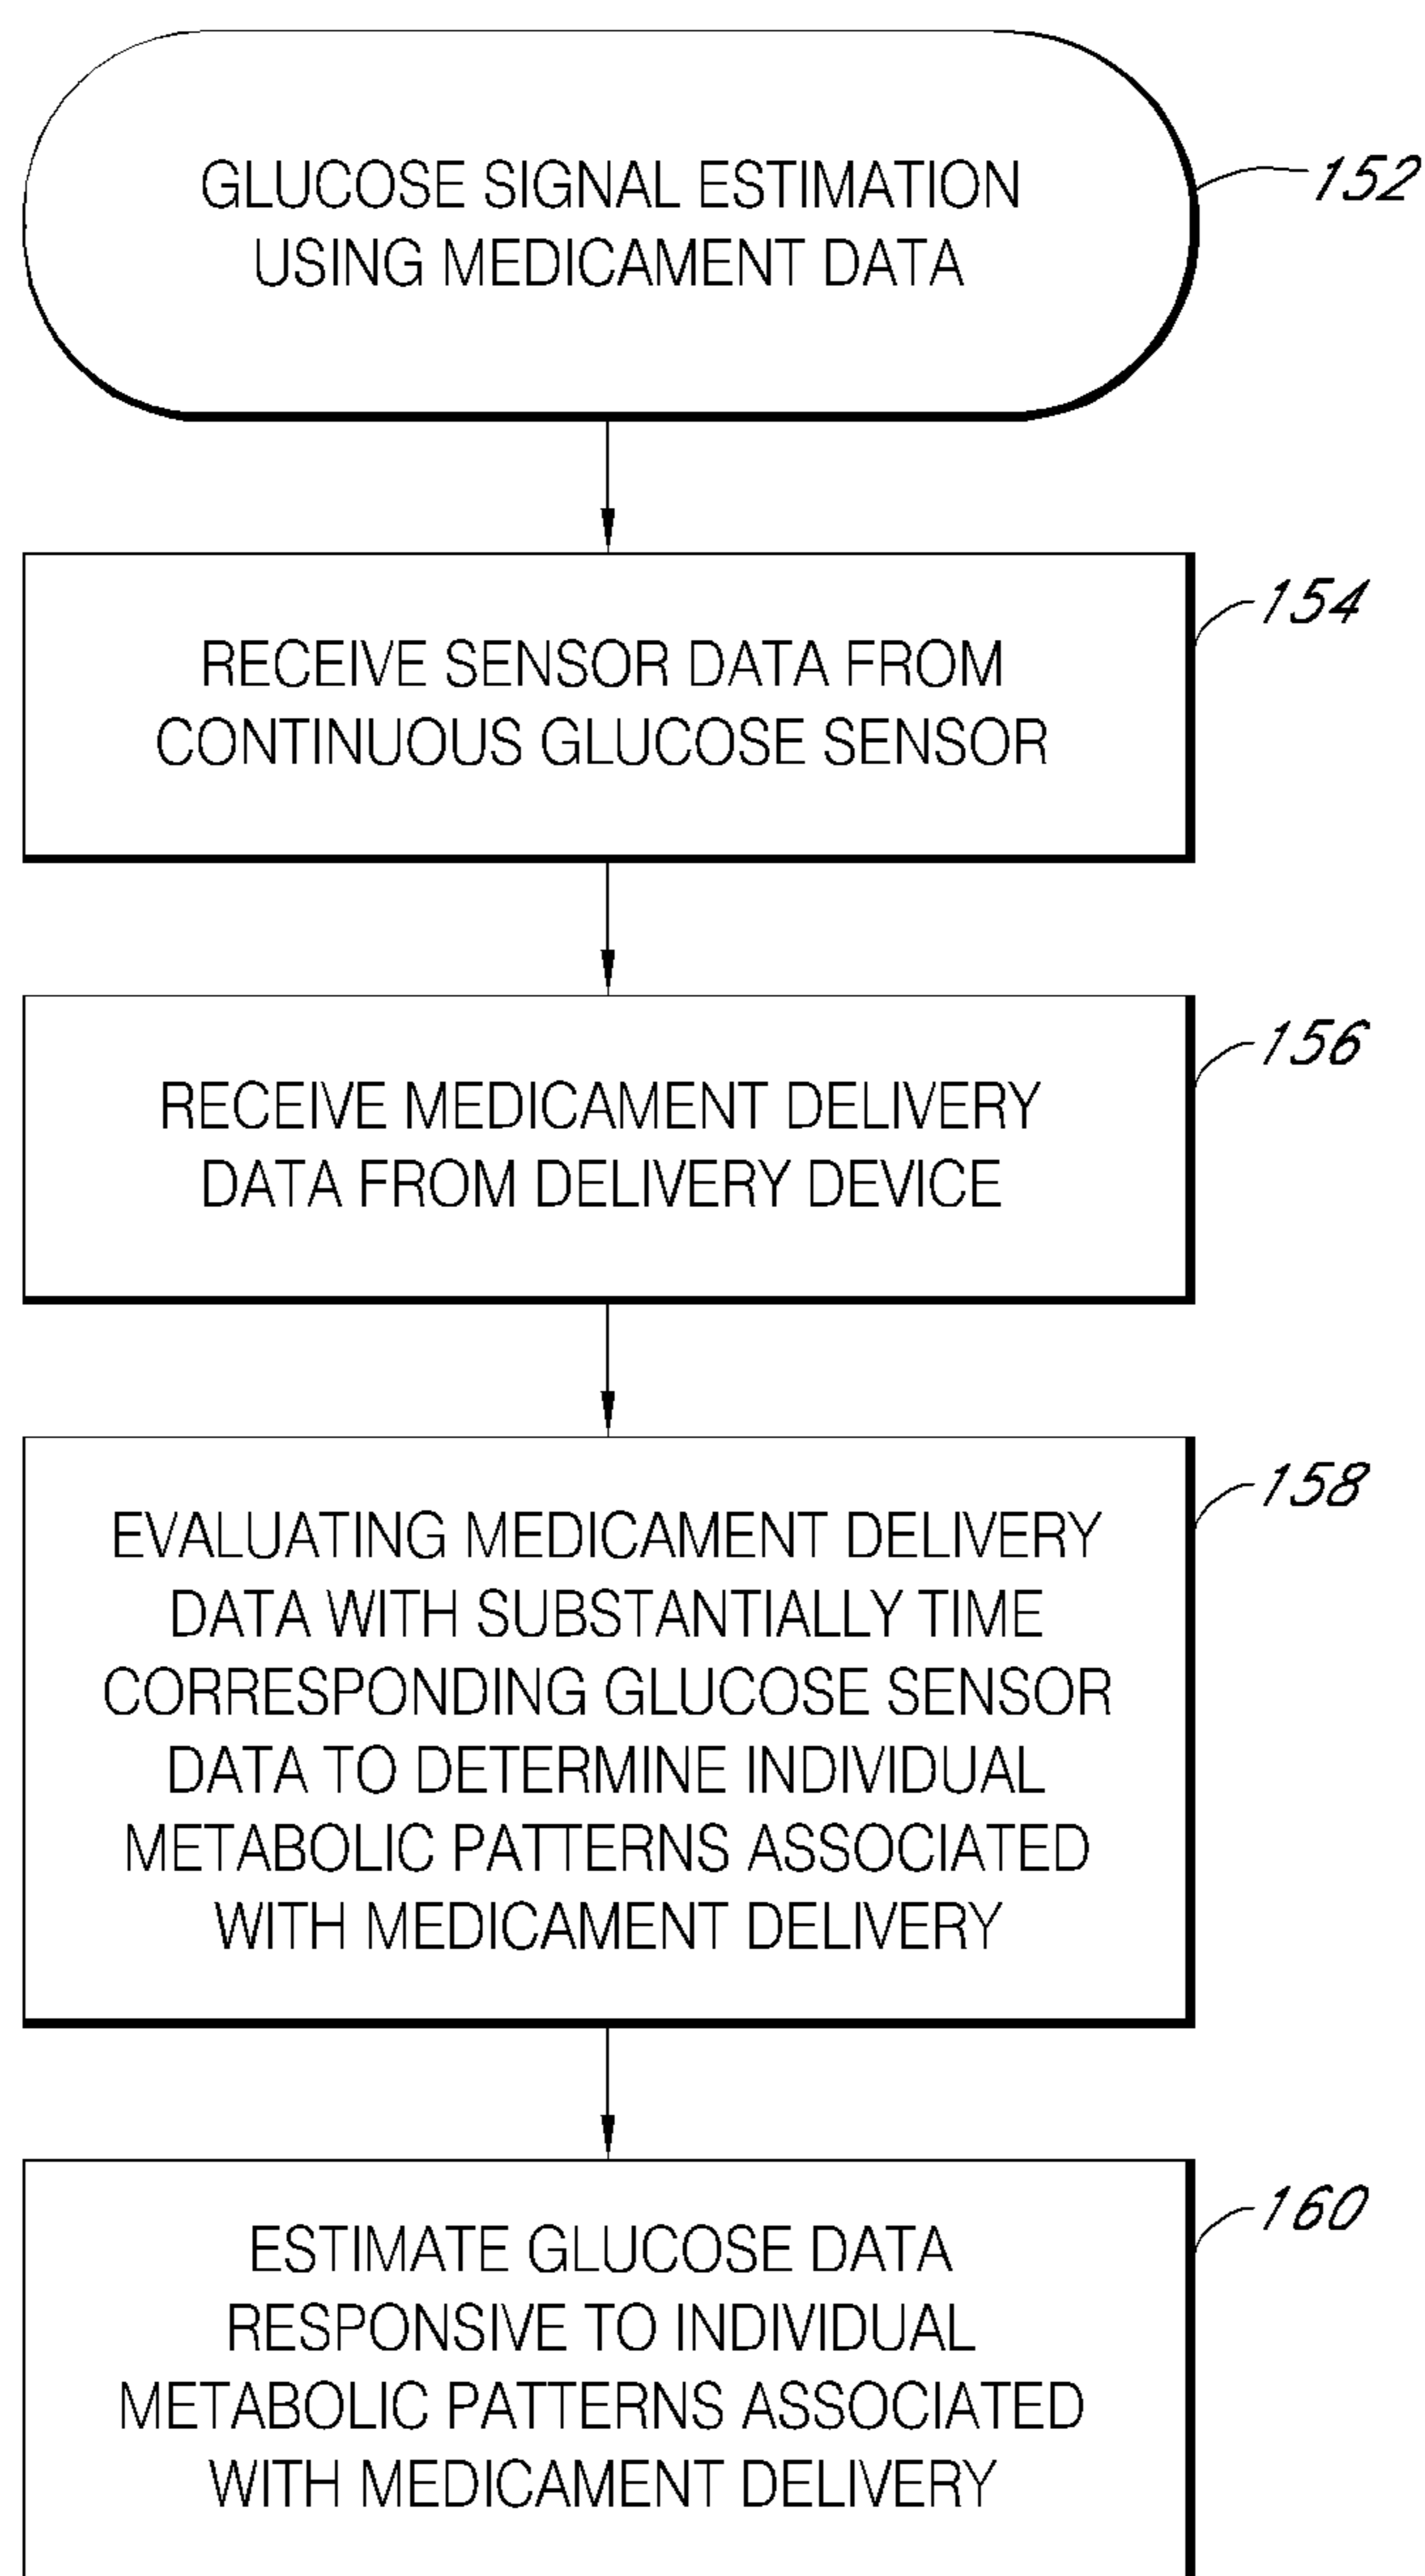 GLUCOSE SIGNAL ESTIMATION
USING MEDICAMENT DATA
152
RECEIVE SENSOR DATA FROM
CONTINUOUS GLUCOSE SENSOR
154
RECEIVE MEDICAMENT DELIVERY
DATA FROM DELIVERY DEVICE
156
EVALUATING MEDICAMENT DELIVERY
DATA WITH SUBSTANTIALLY TIME
CORRESPONDING GLUCOSE SENSOR
DATA TO DETERMINE INDIVIDUAL
METABOLIC PATTERNS ASSOCIATED
WITH MEDICAMENT DELIVERY
158
ESTIMATE GLUCOSE DATA
RESPONSIVE TO INDIVIDUAL
METABOLIC PATTERNS ASSOCIATED
WITH MEDICAMENT DELIVERY
160